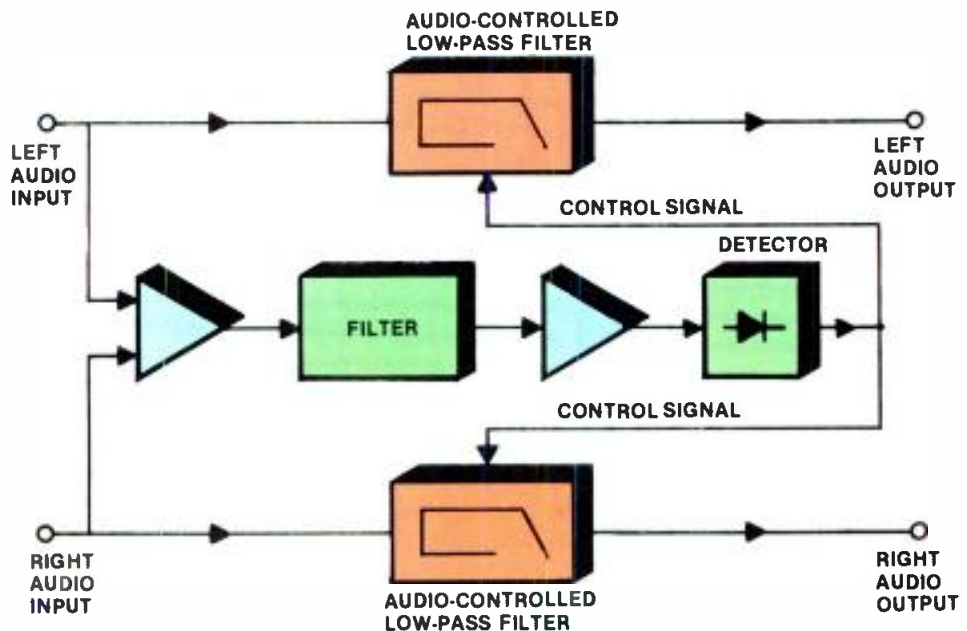 AUDIO-CONTROLLED
LOW-PASS FILTER
LEFT
AUDIO
INPUT
LEFT
AUDIO
OUTPUT
CONTROL SIGNAL
DETECTOR
FILTER
CONTROL SIGNAL
RIGHT
AUDIO
INPUT
RIGHT
AUDIO
OUTPUT
AUDIO-CONTROLLED
LOW-PASS FILTER